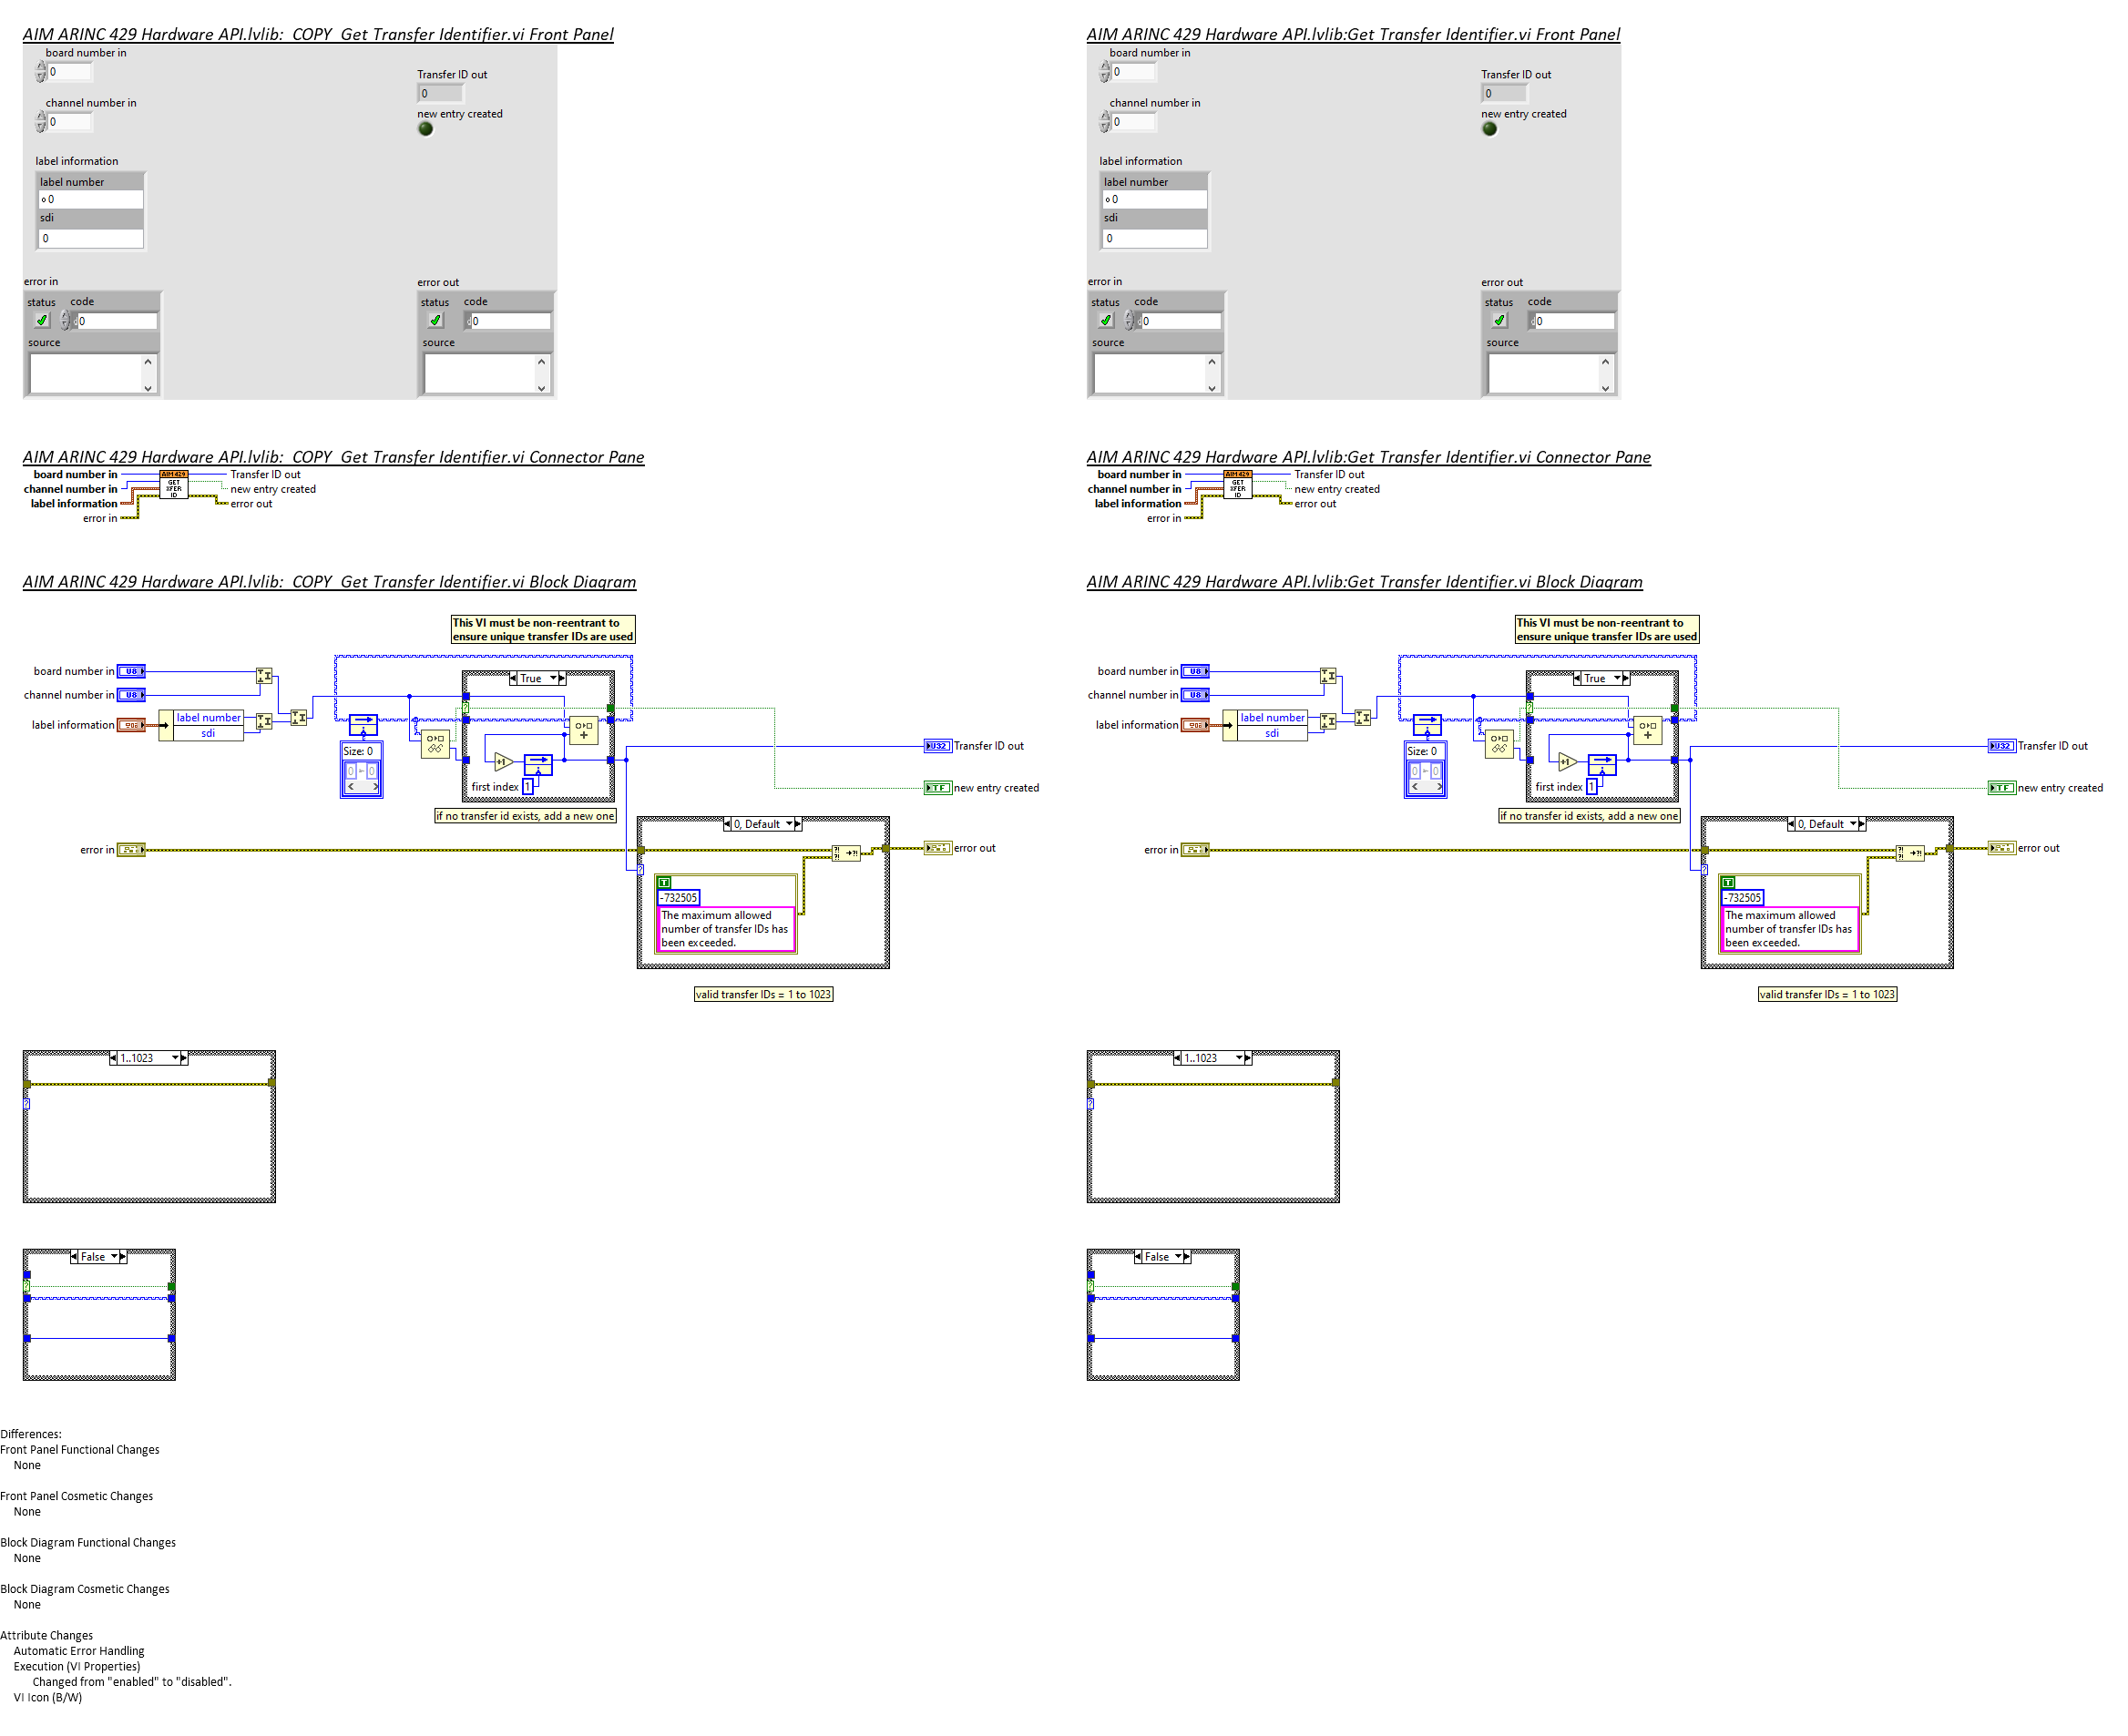 AIM ARINC 429 Hardware API.lvlib:_COPY_Get Transfer Identifier.vi Front Panel
board number in
0
channel number in
0
Transfer ID out
0
new entry created
label information
label number
o 0
sdi
0
error in
status code
0
source
error out
status code
d 0
source
AIM ARINC 429 Hardware API.lvlib:Get Transfer Identifier.vi Front Panel
board number in
0
channel number in
0
Transfer ID out
0
new entry created
label information
label number
o 0
sdi
0
error in
status code
0
source
error out
status code
d 0
source
AIM ARINC 429 Hardware API.lvlib:_COPY_Get Transfer Identifier.vi Connector Pane
board number in
channel number in
label information
error in
AIM 429
GET
XFER
ID
Transfer ID out
new entry created
error out
AIM ARINC 429 Hardware API.lvlib:Get Transfer Identifier.vi Connector Pane
board number in
channel number in
label information
error in
AIM 429
GET
XFER
ID
Transfer ID out
new entry created
error out
AIM ARINC 429 Hardware API.lvlib:_COPY_Get Transfer Identifier.vi Block Diagram
This VI must be non-reentrant to
ensure unique transfer IDs are used
board number in U8
channel number in U8
label information
label number
sdi
Size: 0
0 0
True
+1
first index 1
if no transfer id exists, add a new one
U32 Transfer ID out
TF new entry created
error in
0, Default
T
-732505
The maximum allowed
number of transfer IDs has
been exceeded.
error out
valid transfer IDs = 1 to 1023
1..1023
False
AIM ARINC 429 Hardware API.lvlib:Get Transfer Identifier.vi Block Diagram
This VI must be non-reentrant to
ensure unique transfer IDs are used
board number in U8
channel number in U8
label information
label number
sdi
Size: 0
0 0
True
+1
first index 1
if no transfer id exists, add a new one
U32 Transfer ID out
TF new entry created
error in
0, Default
T
-732505
The maximum allowed
number of transfer IDs has
been exceeded.
error out
valid transfer IDs = 1 to 1023
1..1023
False
Differences:
Front Panel Functional Changes
None
Front Panel Cosmetic Changes
None
Block Diagram Functional Changes
None
Block Diagram Cosmetic Changes
None
Attribute Changes
Automatic Error Handling
Execution (VI Properties)
Changed from "enabled" to "disabled".
VI Icon (B/W)